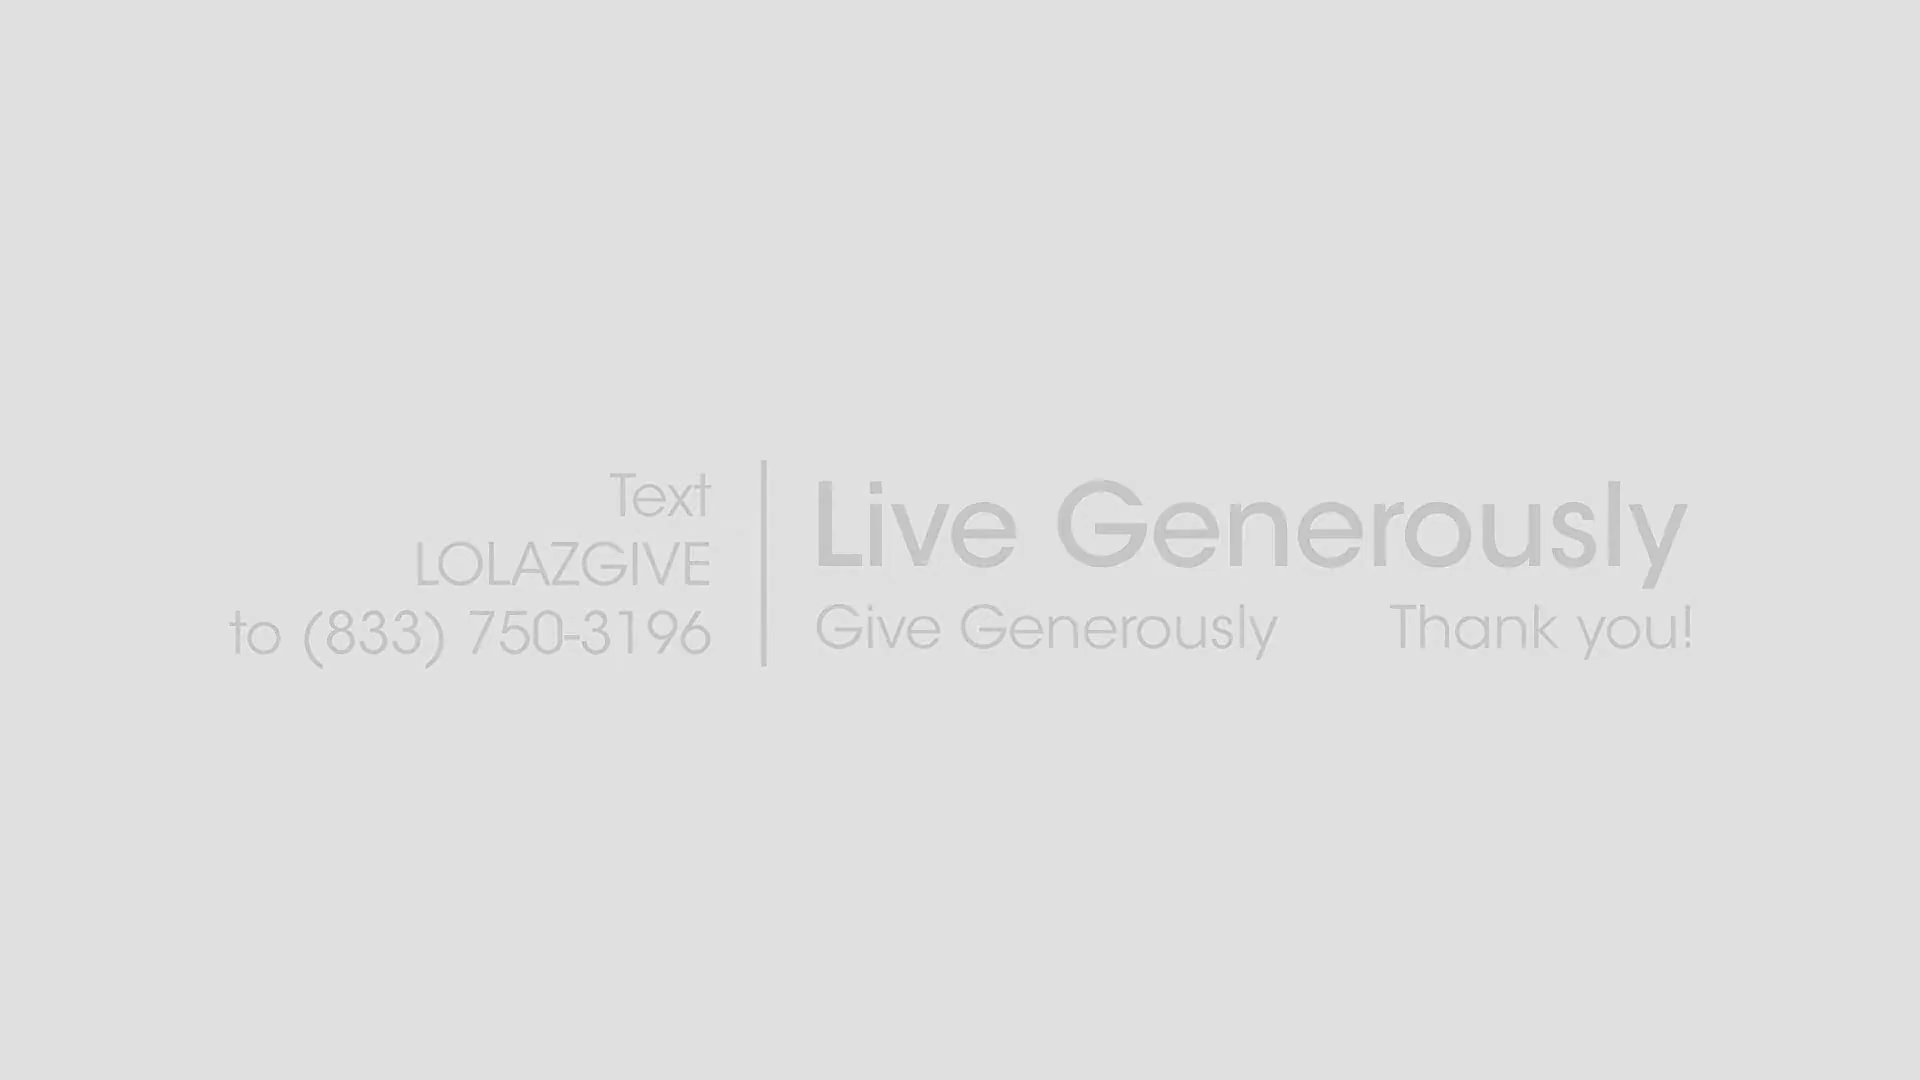 Text
LOLAZGIVE
to (833) 750-3196
Live Generously
Give Generously Thank you!